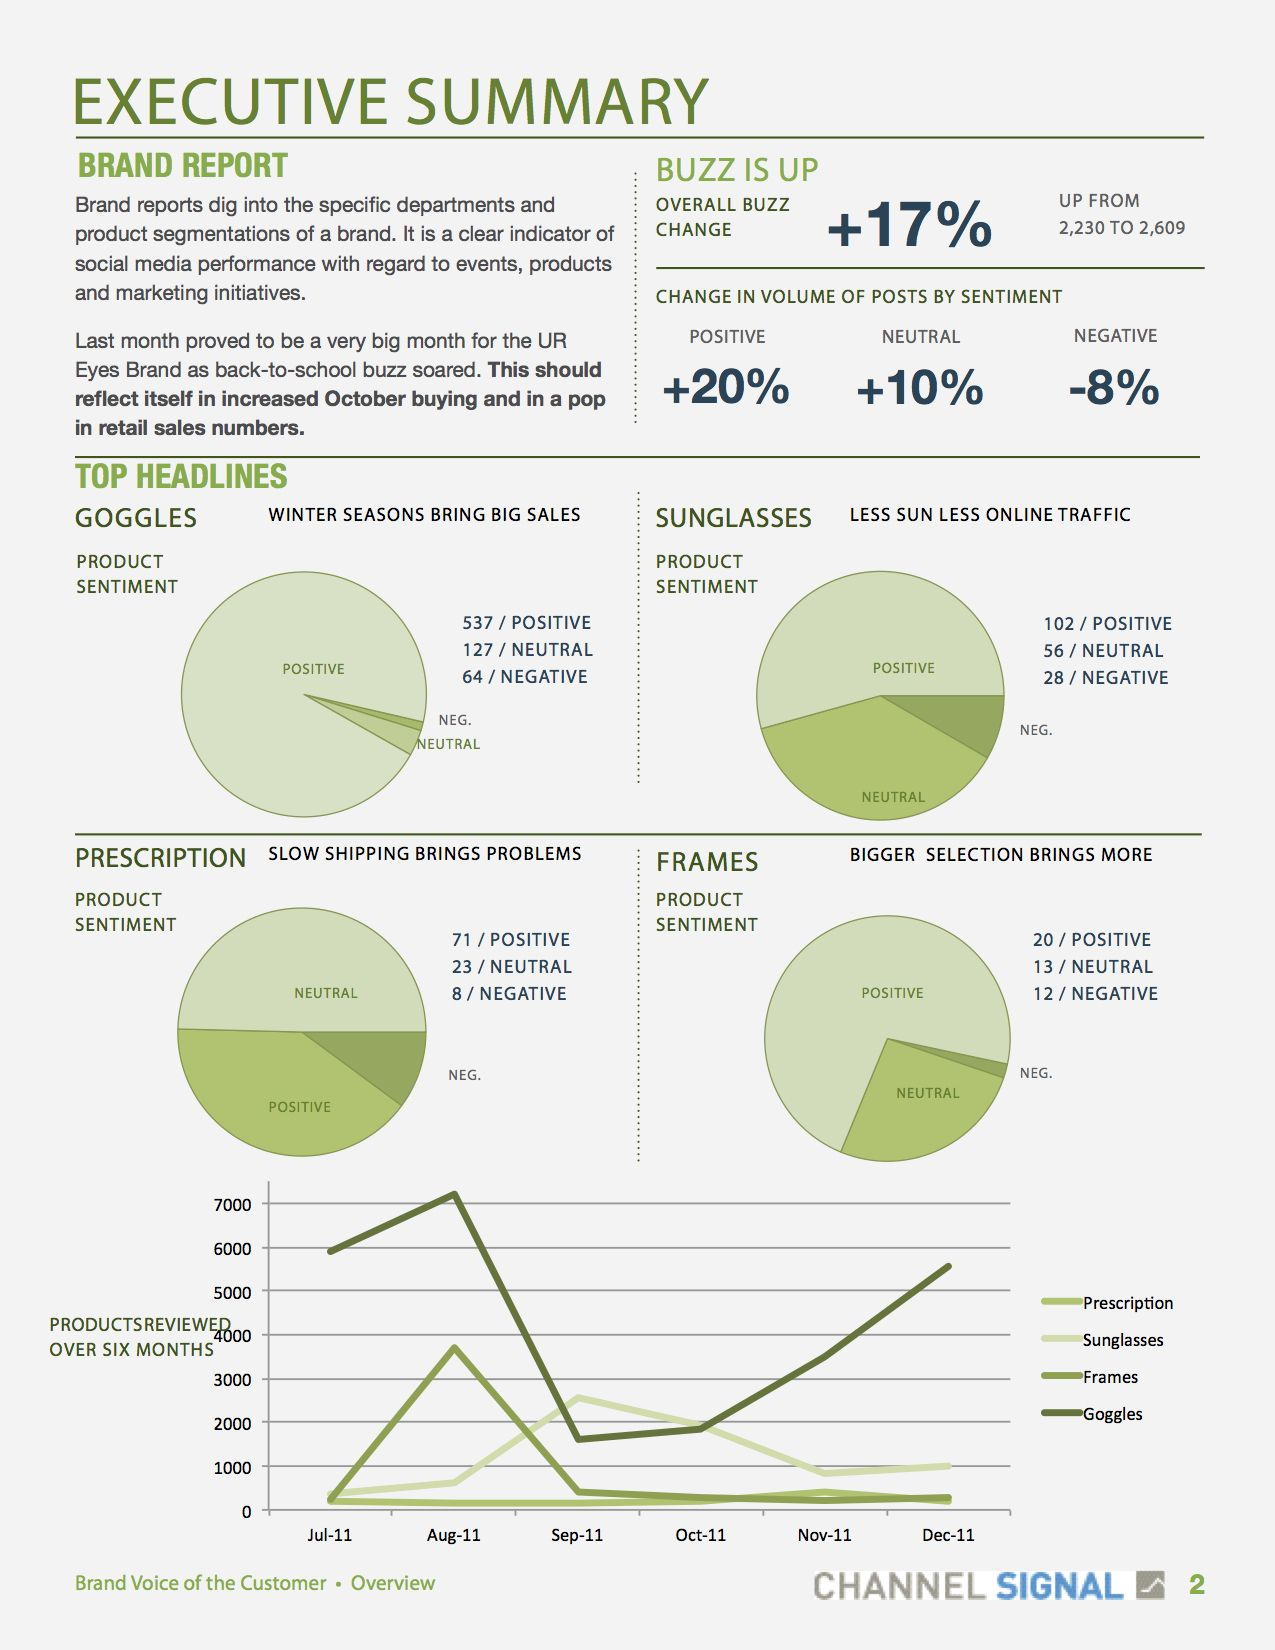 EXECUTIVE SUMMARY
BRAND REPORT
Brand reports dig into the specific departments and
product segmentations of a brand. It is a clear indicator of
social media performance with regard to events, products
and marketing initiatives.
Last month proved to be a very big month for the UR
Eyes Brand as back-to-school buzz soared. This should
reflect itself in increased October buying and in a pop
in retail sales numbers.
BUZZ IS UP
OVERALL BUZZ
CHANGE
+17%
UP FROM
2,230 TO 2,609
CHANGE IN VOLUME OF POSTS BY SENTIMENT
POSITIVE NEUTRAL NEGATIVE
+20% +10% -8%
TOP HEADLINES
GOGGLES WINTER SEASONS BRING BIG SALES
PRODUCT
SENTIMENT
537 / POSITIVE
127 / NEUTRAL
64 / NEGATIVE
POSITIVE
NEG.
NEUTRAL
SUNGLASSES LESS SUN LESS ONLINE TRAFFIC
PRODUCT
SENTIMENT
102 / POSITIVE
56 / NEUTRAL
28 / NEGATIVE
POSITIVE
NEG.
NEUTRAL
PRESCRIPTION SLOW SHIPPING BRINGS PROBLEMS
PRODUCT
SENTIMENT
71 / POSITIVE
23 / NEUTRAL
8 / NEGATIVE
NEUTRAL
NEG.
POSITIVE
FRAMES BIGGER SELECTION BRINGS MORE
PRODUCT
SENTIMENT
20 / POSITIVE
13 / NEUTRAL
12 / NEGATIVE
POSITIVE
NEG.
NEUTRAL
PRODUCTS REVIEWED
OVER SIX MONTHS
7000
6000
5000
4000
3000
2000
1000
0
Jul-11 Aug-11 Sep-11 Oct-11 Nov-11 Dec-11
Prescription
Sunglasses
Frames
Goggles
Brand Voice of the Customer • Overview
CHANNEL SIGNAL 2